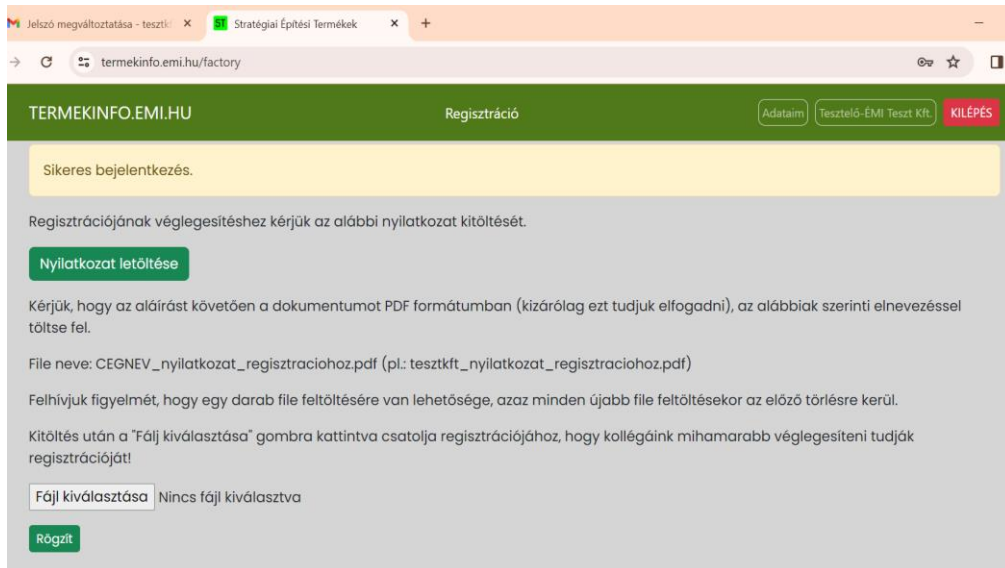 Jelszó megváltoztatása - tesztki
ST Stratégiai Építési Termékek
termekinfo.emi.hu/factory
TERMEKINFO.EMI.HU Regisztráció Adataim Tesztelő-ÉMI Teszt Kft. KILÉPÉS
Sikeres bejelentkezés.
Regisztrációjának véglegesítéshez kérjük az alábbi nyilatkozat kitöltését.
Nyilatkozat letöltése
Kérjük, hogy az aláírást követően a dokumentumot PDF formátumban (kizárólag ezt tudjuk elfogadni), az alábbiak szerinti elnevezéssel
töltse fel.
File neve: CEGNEV_nyilatkozat_regisztraciohoz.pdf (pl.: tesztkft_nyilatkozat_regisztraciohoz.pdf)
Felhívjuk figyelmét, hogy egy darab file feltöltésére van lehetősége, azaz minden újabb file feltöltésekor az előző törlésre kerül.
Kitöltés után a "Fálj kiválasztása" gombra kattintva csatolja regisztrációjához, hogy kollégáink mihamarabb véglegesíteni tudják
regisztrációját!
Fájl kiválasztása Nincs fájl kiválasztva
Rögzít